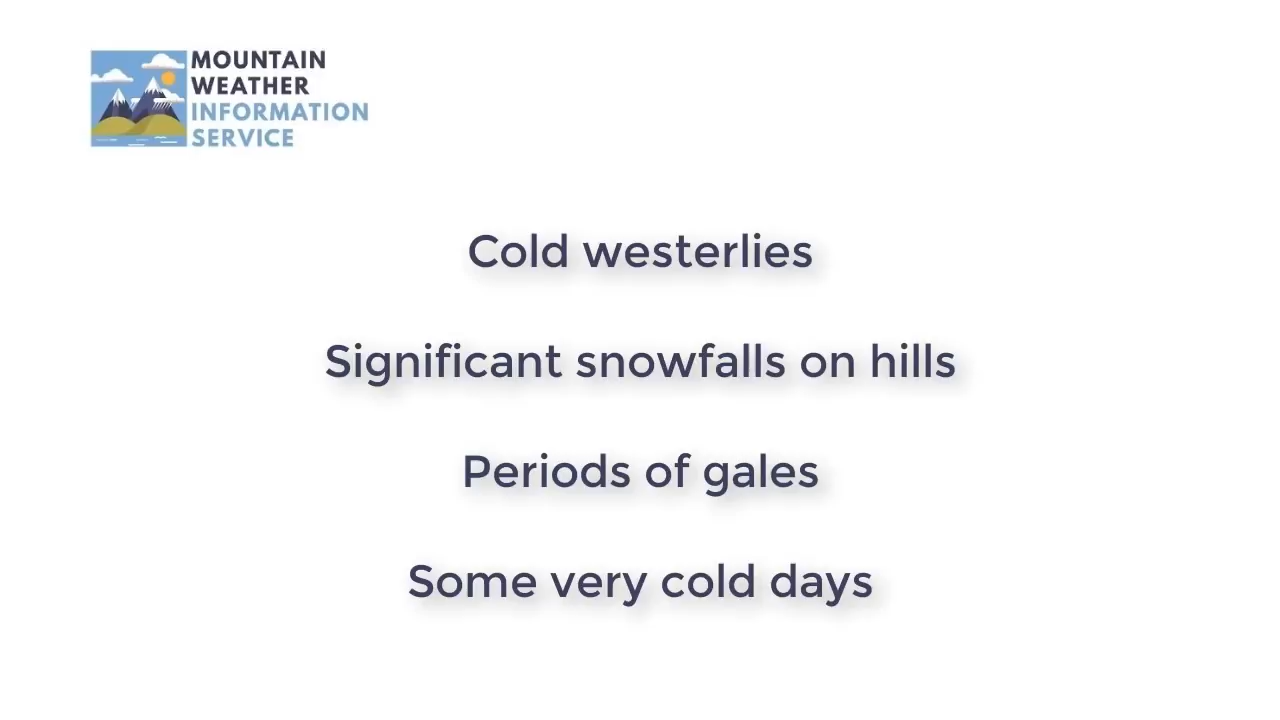 MOUNTAIN
WEATHER
INFORMATION
SERVICE
Cold westerlies
Significant snowfalls on hills
Periods of gales
Some very cold days